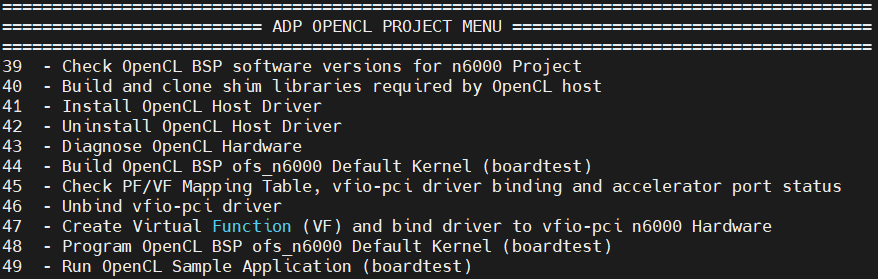 =======================================================================================
========================== ADP OPENCL PROJECT MENU ====================================
=======================================================================================
39  - Check OpenCL BSP software versions for n6000 Project
40  - Build and clone shim libraries required by OpenCL host
41  - Install OpenCL Host Driver
42  - Uninstall OpenCL Host Driver
43  - Diagnose OpenCL Hardware
44  - Build OpenCL BSP ofs_n6000 Default Kernel (boardtest)
45  - Check PF/VF Mapping Table, vfio-pci driver binding and accelerator port status
46  - Unbind vfio-pci driver
47  - Create Virtual Function (VF) and bind driver to vfio-pci n6000 Hardware
48  - Program OpenCL BSP ofs_n6000 Default Kernel (boardtest)
49  - Run OpenCL Sample Application (boardtest)